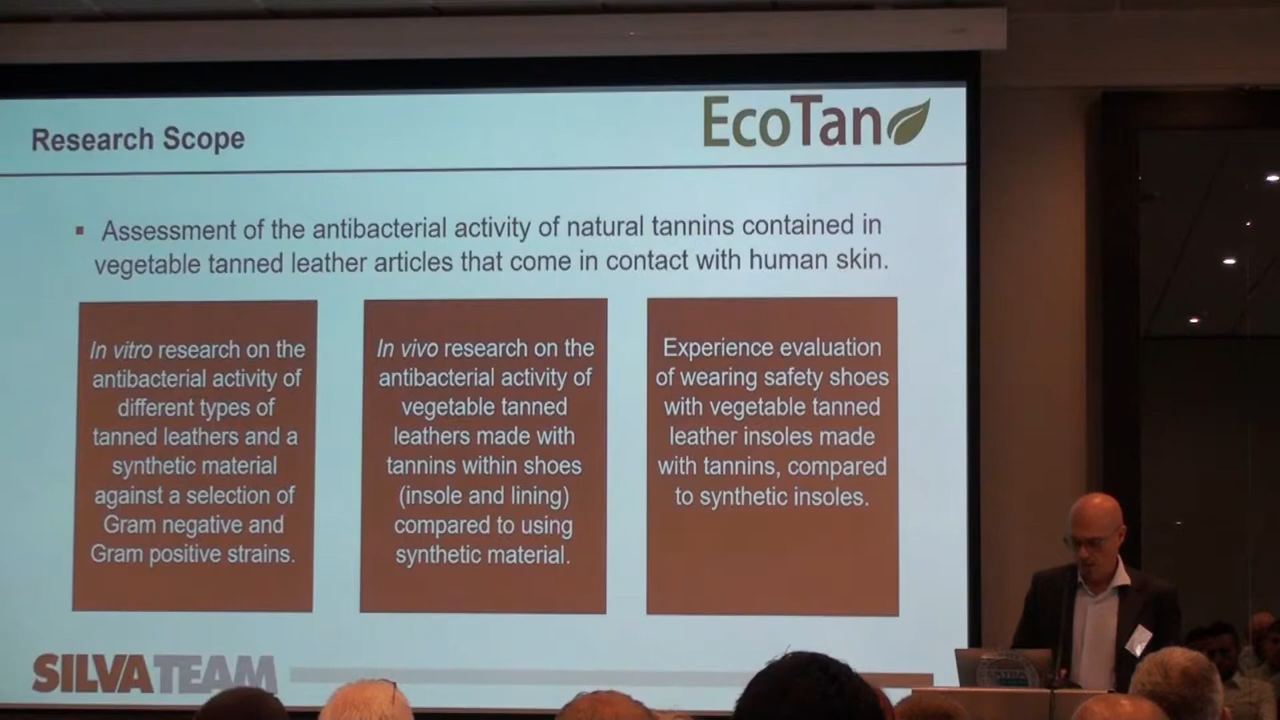 Research Scope
EcoTan
▪ Assessment of the antibacterial activity of natural tannins contained in
vegetable tanned leather articles that come in contact with human skin.
In vitro research on the
antibacterial activity of
different types of
tanned leathers and a
synthetic material
against a selection of
Gram negative and
Gram positive strains.
In vivo research on the
antibacterial activity of
vegetable tanned
leathers made with
tannins within shoes
(insole and lining)
compared to using
synthetic material.
Experience evaluation
of wearing safety shoes
with vegetable tanned
leather insoles made
with tannins, compared
to synthetic insoles.
SILVATEAM